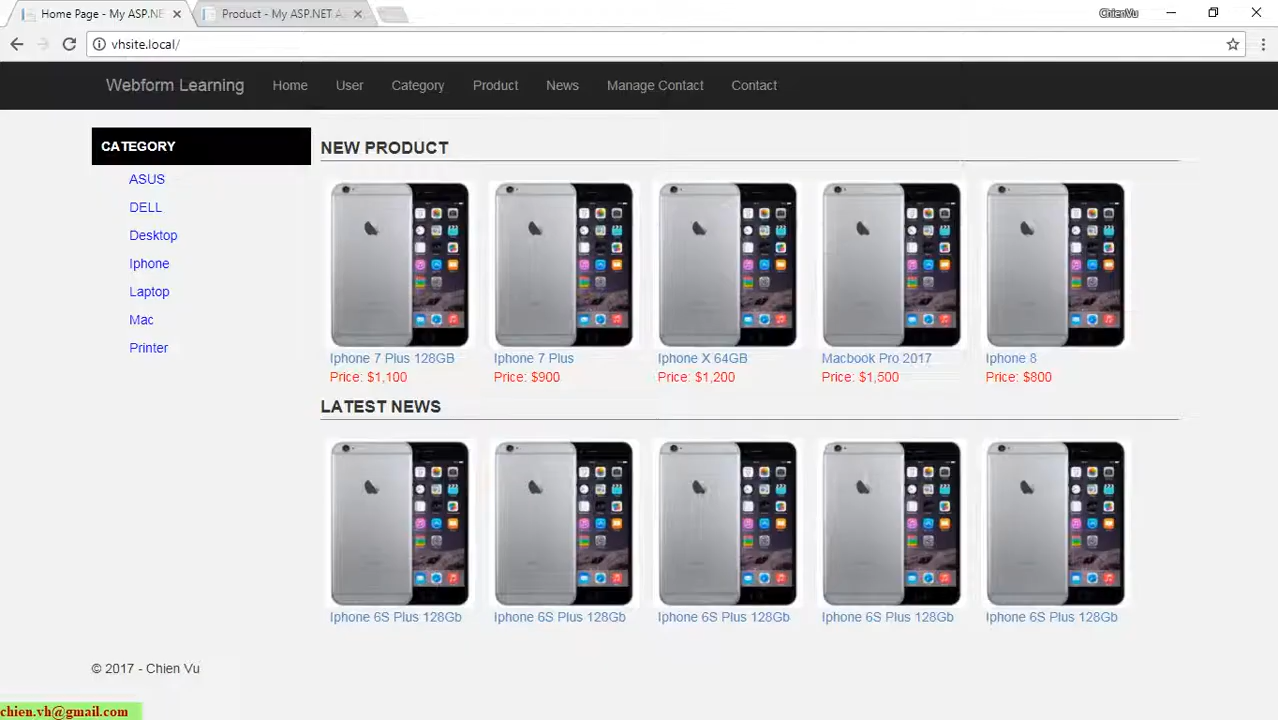 Home Page - My ASP.NE
Product - My ASP.NET A
ChienVu
vhsite.local/
Webform Learning Home User Category Product News Manage Contact Contact
CATEGORY
ASUS
DELL
Desktop
Iphone
Laptop
Mac
Printer
NEW PRODUCT
Iphone 7 Plus 128GB
Price: $1,100
Iphone 7 Plus
Price: $900
Iphone X 64GB
Price: $1,200
Macbook Pro 2017
Price: $1,500
Iphone 8
Price: $800
LATEST NEWS
Iphone 6S Plus 128Gb
Iphone 6S Plus 128Gb
Iphone 6S Plus 128Gb
Iphone 6S Plus 128Gb
Iphone 6S Plus 128Gb
© 2017 - Chien Vu
chien.vh@gmail.com